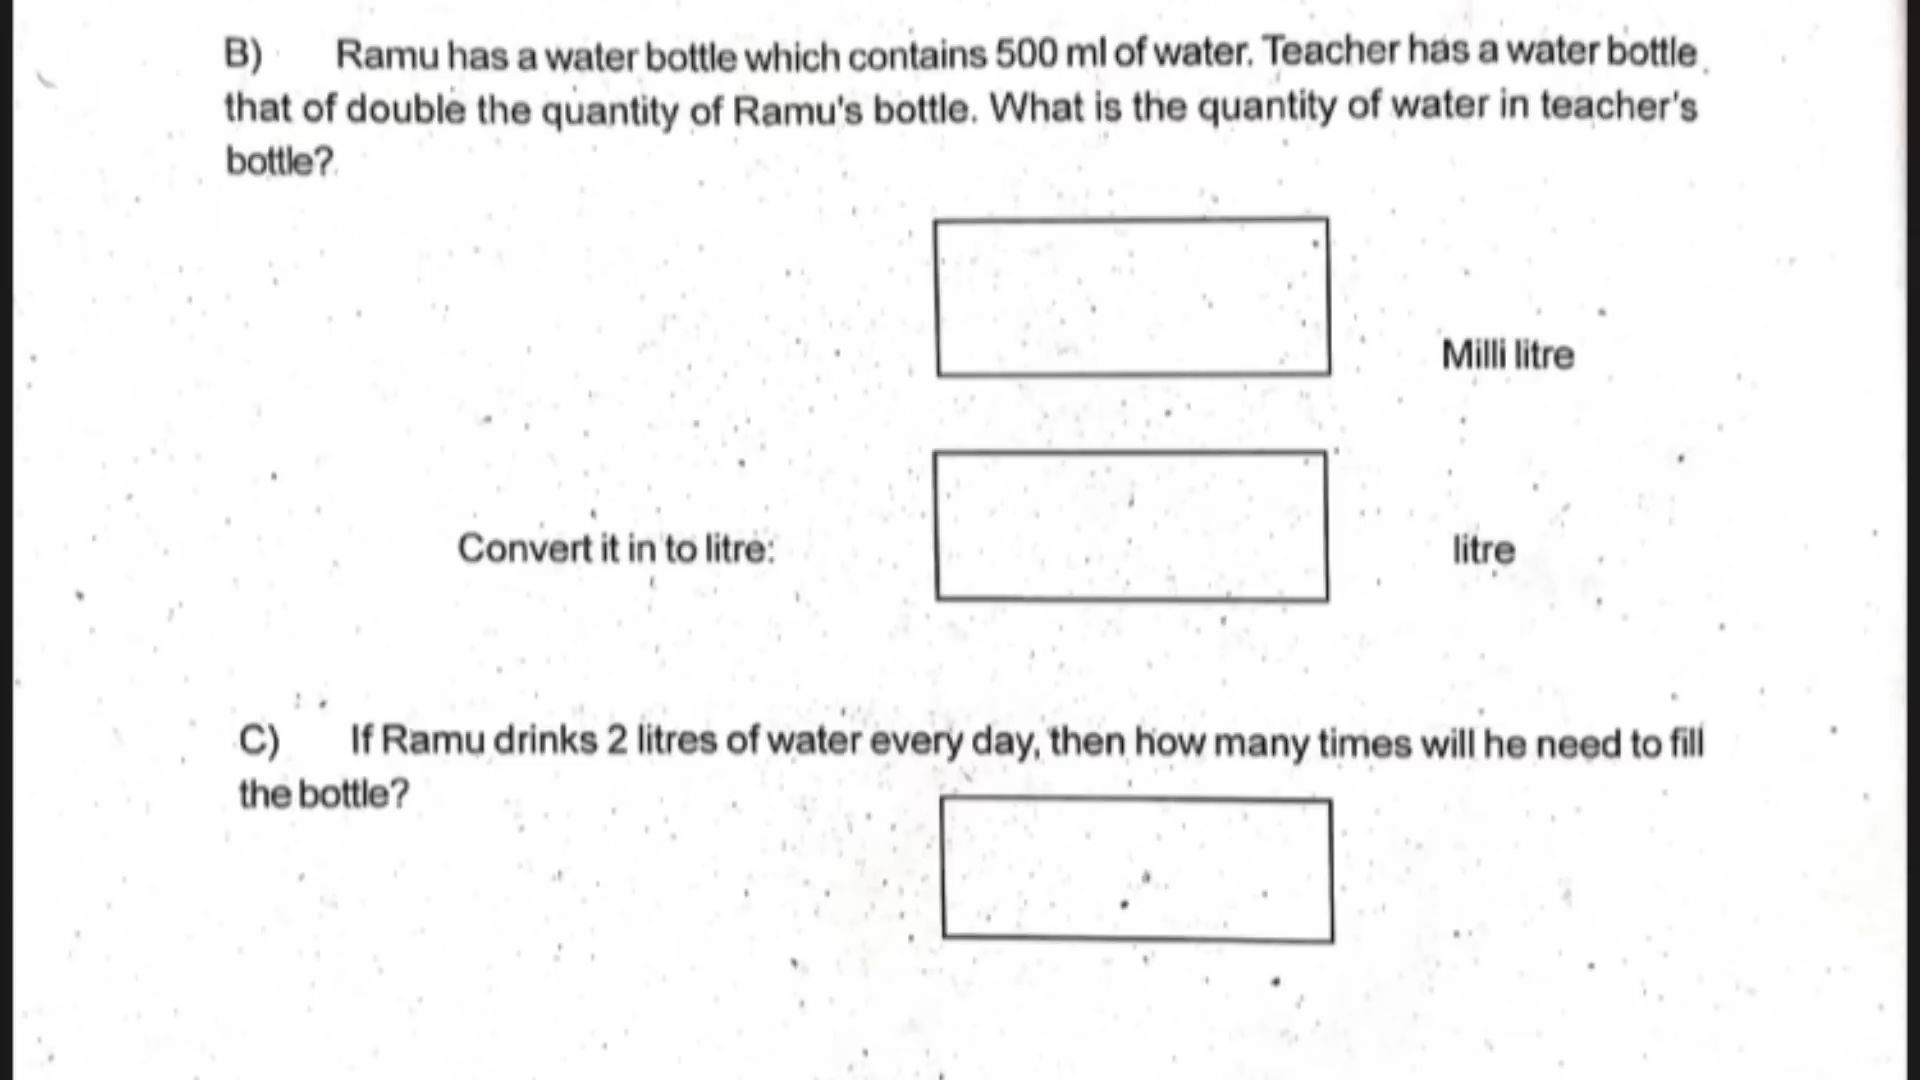 B) Ramu has a water bottle which contains 500 ml of water. Teacher has a water bottle
that of double the quantity of Ramu's bottle. What is the quantity of water in teacher's
bottle?
Milli litre
Convert it in to litre:
litre
C) If Ramu drinks 2 litres of water every day, then how many times will he need to fill
the bottle?